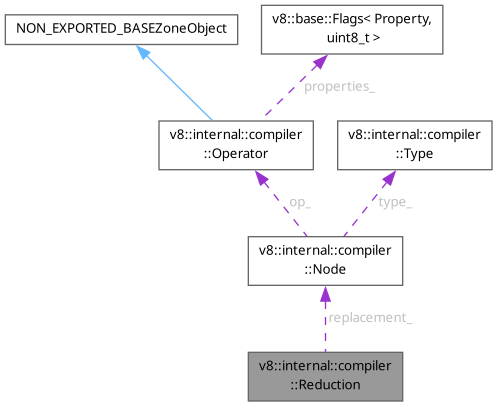 NON_EXPORTED_BASEZoneObject
v8::base::Flags< Property,
uint8_t >
properties_
v8::internal::compiler
::Operator
v8::internal::compiler
::Type
op_
type_
v8::internal::compiler
::Node
replacement_
v8::internal::compiler
::Reduction